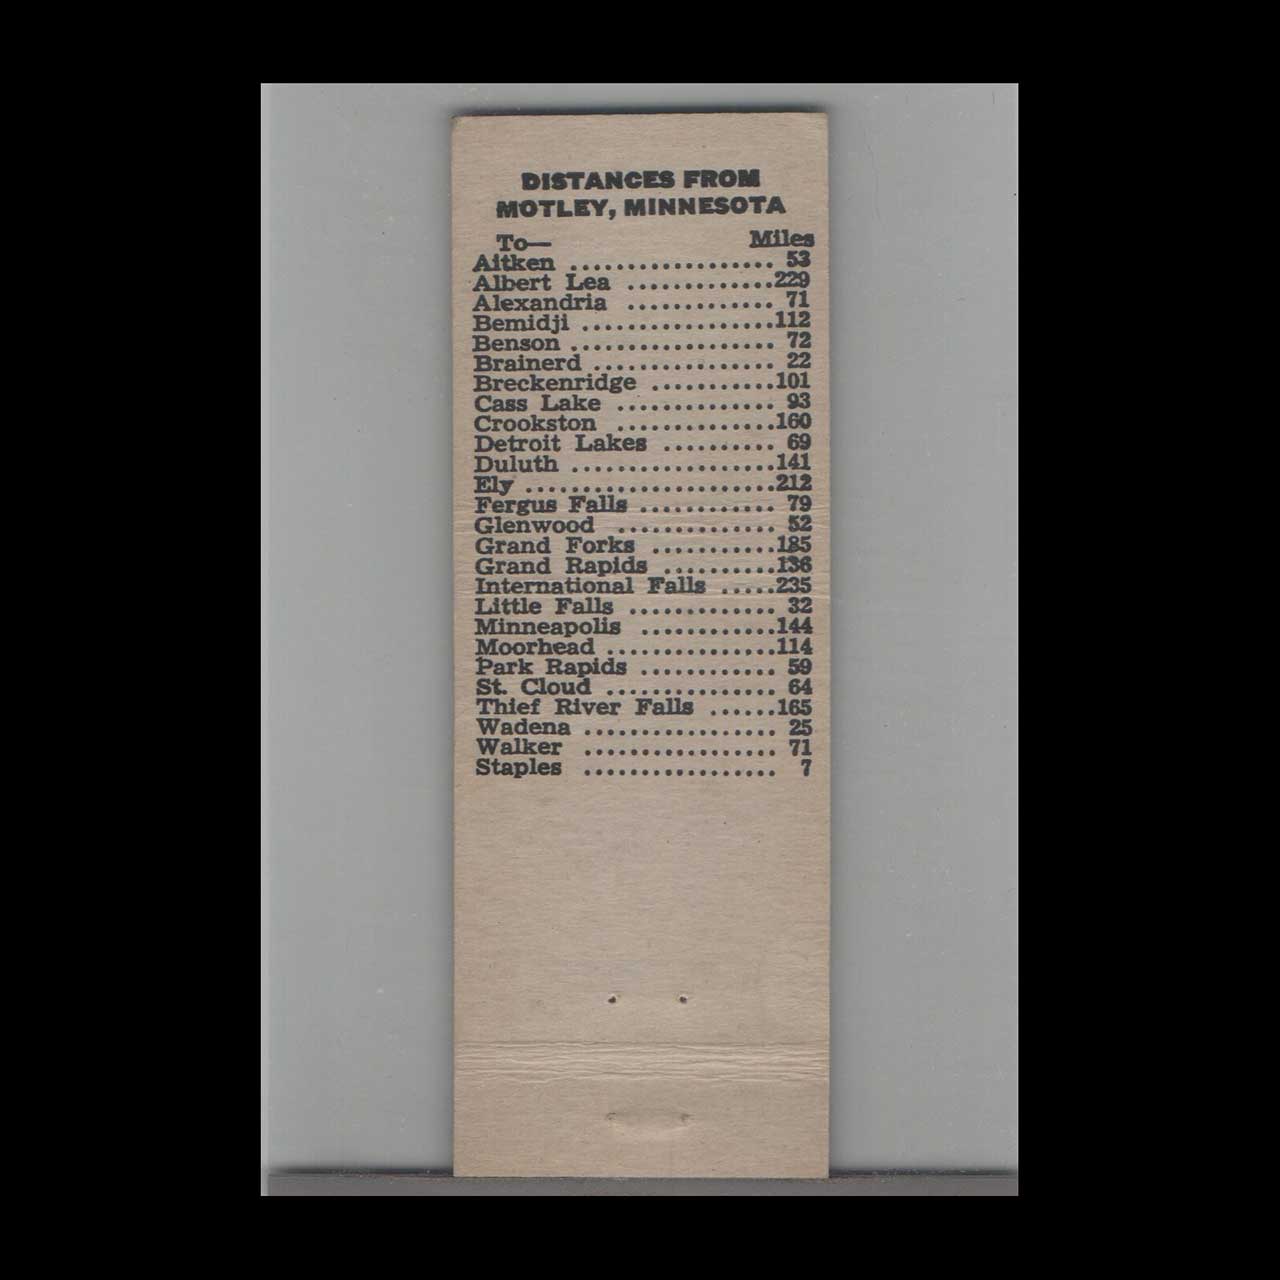 DISTANCES FROM
MOTLEY, MINNESOTA
To— Miles
Aitken .................. 53
Albert Lea .............229
Alexandria ............. 71
Bemidji .................112
Benson .................. 72
Brainerd ................ 22
Breckenridge ...........101
Cass Lake .............. 93
Crookston ..............160
Detroit Lakes .......... 69
Duluth ..................141
Ely ......................212
Fergus Falls ............ 79
Glenwood .............. 52
Grand Forks ...........185
Grand Rapids ..........136
International Falls .....235
Little Falls ............. 32
Minneapolis ............144
Moorhead ...............114
Park Rapids ............ 59
St. Cloud ............... 64
Thief River Falls ......165
Wadena ................. 25
Walker ................. 71
Staples ................. 7